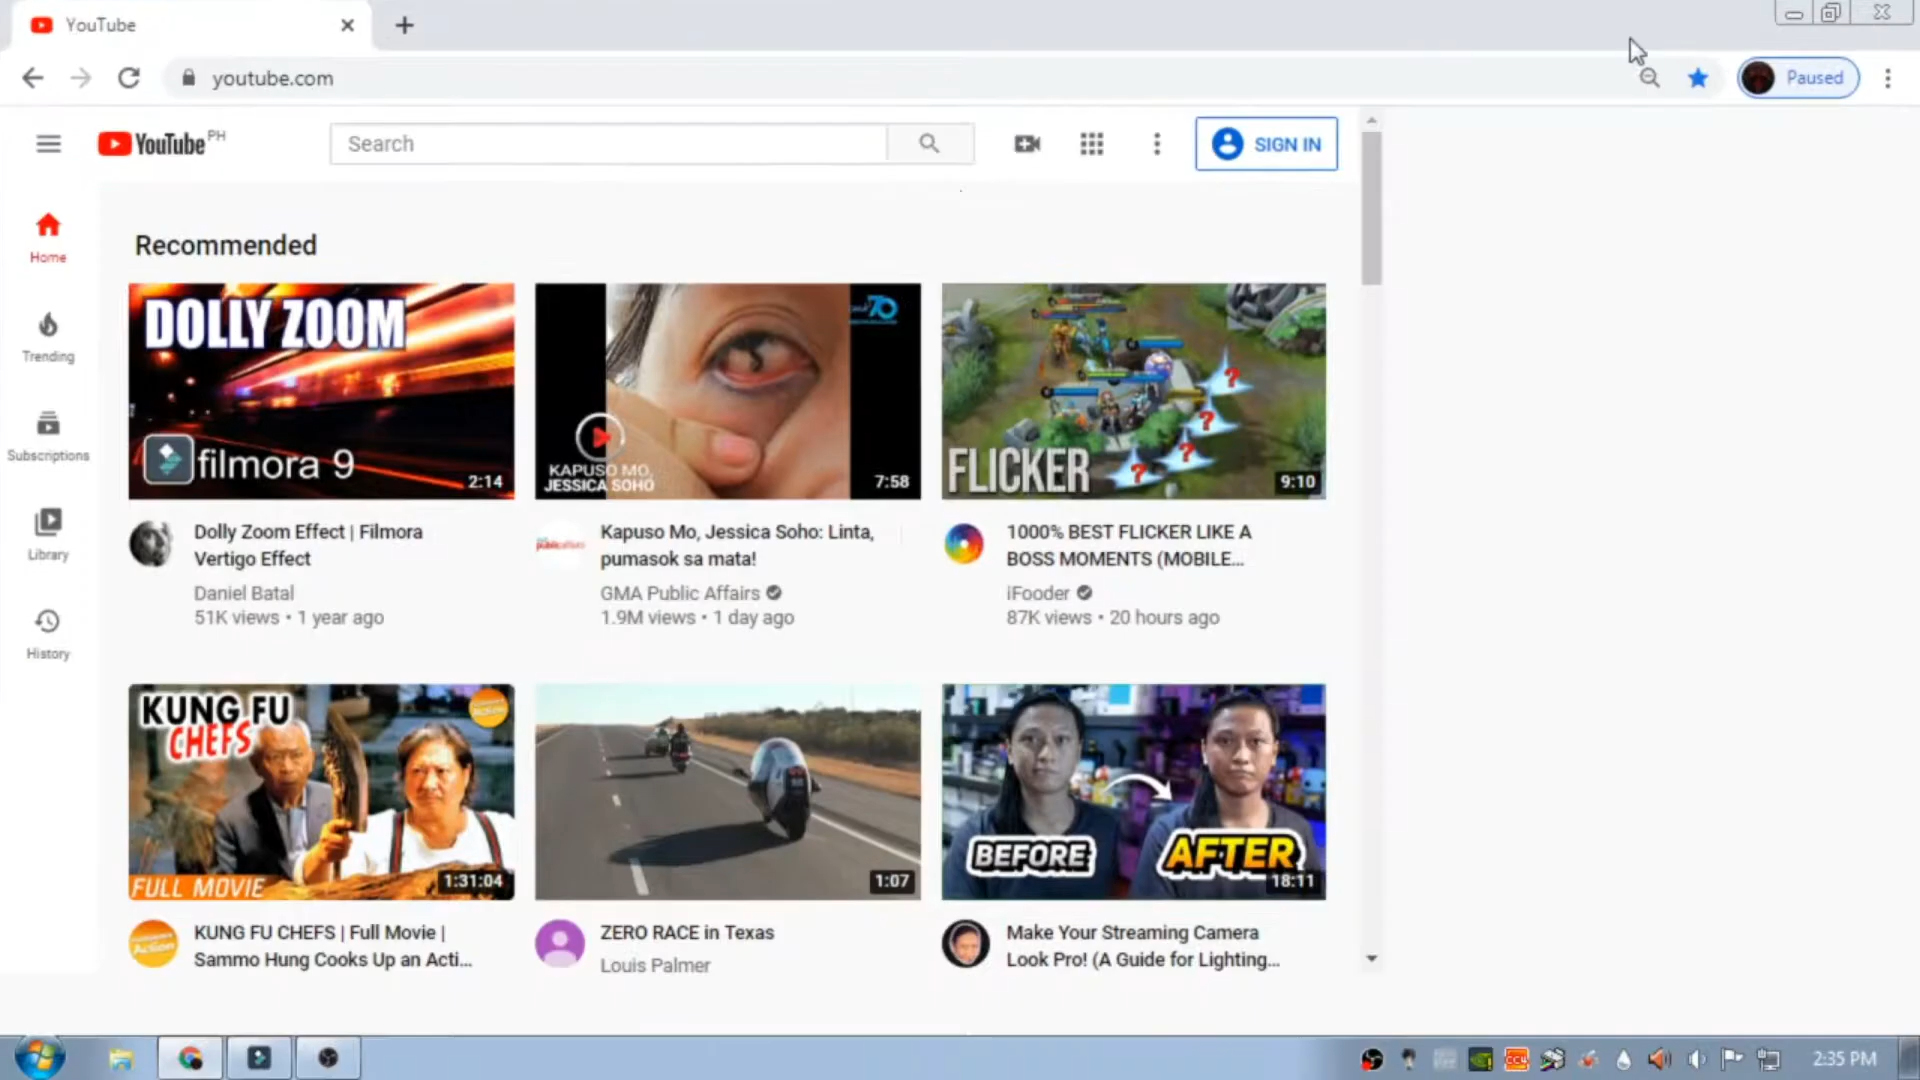 YouTube
youtube.com
Paused
YouTube PH
Search
SIGN IN
Home
Trending
Subscriptions
Library
History
Recommended
DOLLY ZOOM
filmora 9
2:14
70
KAPUSO MO,
JESSICA SOHO
7:58
FLICKER
? ? ? ?
9:10
Dolly Zoom Effect | Filmora
Vertigo Effect
Daniel Batal
51K views • 1 year ago
Kapuso Mo, Jessica Soho: Linta,
pumasok sa mata!
GMA Public Affairs
1.9M views • 1 day ago
1000% BEST FLICKER LIKE A
BOSS MOMENTS (MOBILE...
iFooder
87K views • 20 hours ago
KUNG FU
CHEFS
FULL MOVIE
1:31:04
1:07
BEFORE
AFTER
18:11
KUNG FU CHEFS | Full Movie |
Sammo Hung Cooks Up an Acti...
ZERO RACE in Texas
Louis Palmer
Make Your Streaming Camera
Look Pro! (A Guide for Lighting...
2:35 PM